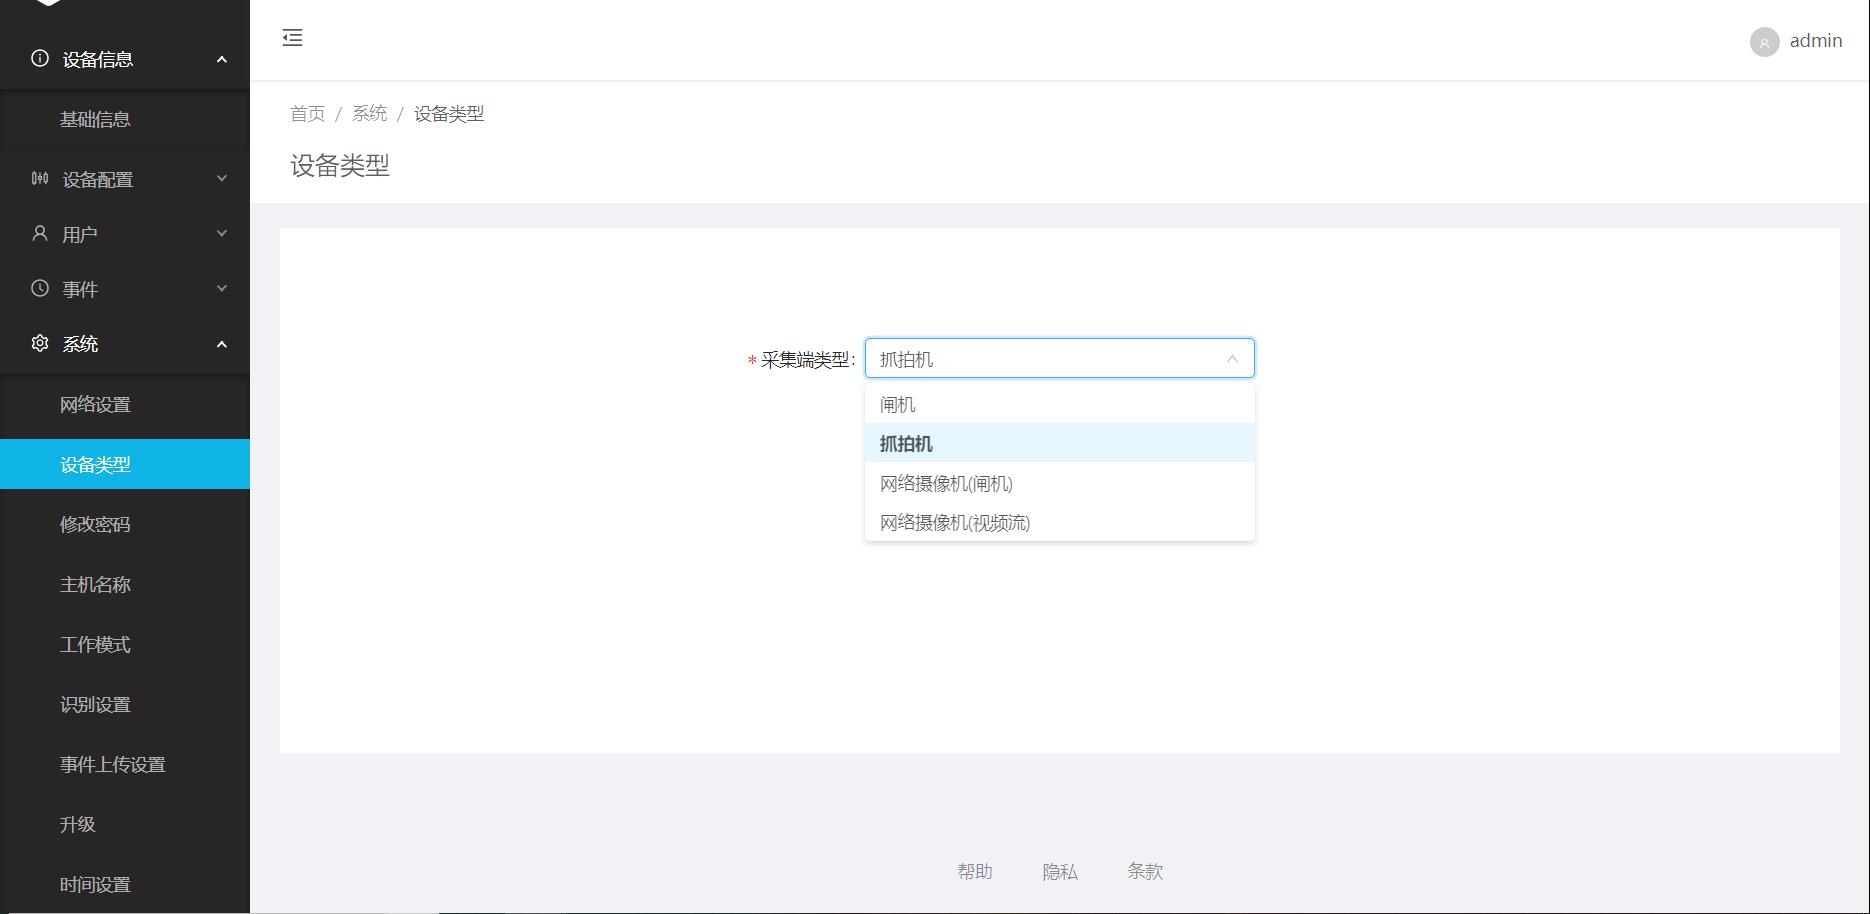 设备信息
基础信息
设备配置
用户
事件
系统
网络设置
设备类型
修改密码
主机名称
工作模式
识别设置
事件上传设置
升级
时间设置
admin
首页 / 系统 / 设备类型
设备类型
* 采集端类型: 抓拍机
闸机
抓拍机
网络摄像机(闸机)
网络摄像机(视频流)
帮助 隐私 条款